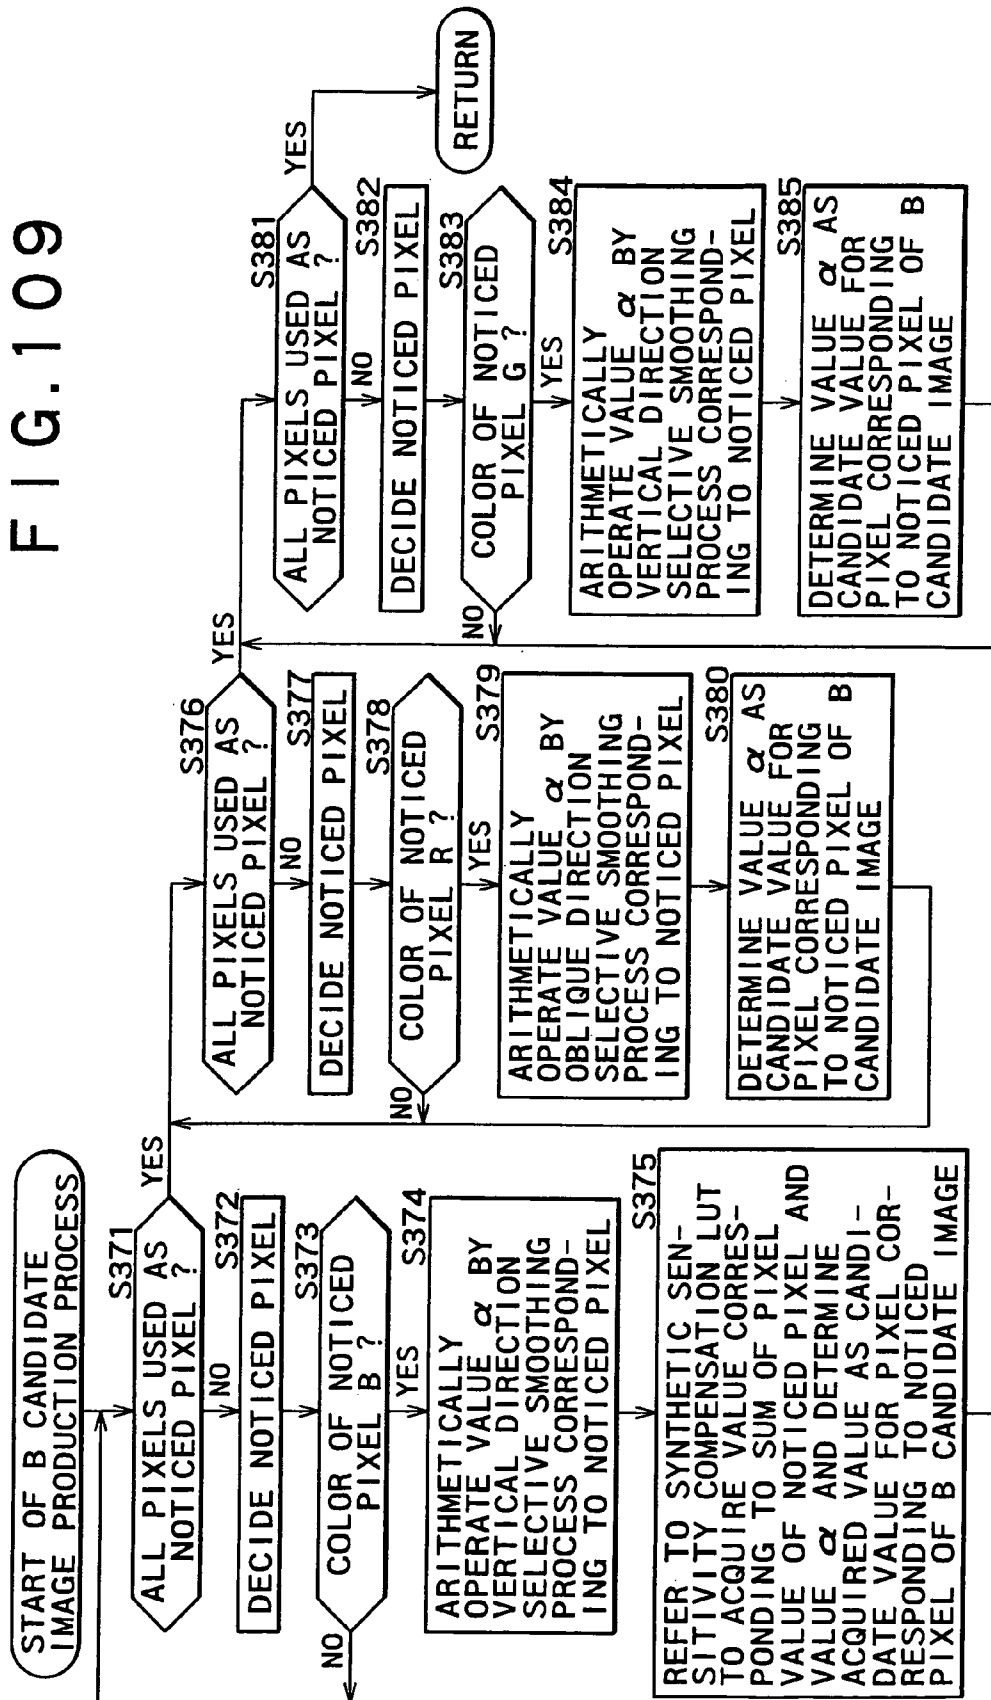 FIG.109
START OF B CANDIDATE
IMAGE PRODUCTION PROCESS
S371
ALL PIXELS USED AS
NOTICED PIXEL ?
YES
NO
S372
DECIDE NOTICED PIXEL
S373
COLOR OF NOTICED
PIXEL B ?
NO
YES
S374
ARITHMETICALLY
OPERATE VALUE α BY
VERTICAL DIRECTION
SELECTIVE SMOOTHING
PROCESS CORRESPOND-
ING TO NOTICED PIXEL
S375
REFER TO SYNTHETIC SEN-
SITIVITY COMPENSATION LUT
TO ACQUIRE VALUE CORRES-
PONDING TO SUM OF PIXEL
VALUE OF NOTICED PIXEL AND
VALUE α AND DETERMINE
ACQUIRED VALUE AS CANDI-
DATE VALUE FOR PIXEL COR-
RESPONDING TO NOTICED
PIXEL OF B CANDIDATE IMAGE
S376
ALL PIXELS USED AS
NOTICED PIXEL ?
YES
NO
S377
DECIDE NOTICED PIXEL
S378
COLOR OF NOTICED
PIXEL R ?
NO
YES
S379
ARITHMETICALLY
OPERATE VALUE α BY
OBLIQUE DIRECTION
SELECTIVE SMOOTHING
PROCESS CORRESPOND-
ING TO NOTICED PIXEL
S380
DETERMINE VALUE α AS
CANDIDATE VALUE FOR
PIXEL CORRESPONDING
TO NOTICED PIXEL OF B
CANDIDATE IMAGE
S381
ALL PIXELS USED AS
NOTICED PIXEL ?
YES
NO
RETURN
S382
DECIDE NOTICED PIXEL
S383
COLOR OF NOTICED
PIXEL G ?
NO
YES
S384
ARITHMETICALLY
OPERATE VALUE α BY
VERTICAL DIRECTION
SELECTIVE SMOOTHING
PROCESS CORRESPOND-
ING TO NOTICED PIXEL
S385
DETERMINE VALUE α AS
CANDIDATE VALUE FOR
PIXEL CORRESPONDING
TO NOTICED PIXEL OF B
CANDIDATE IMAGE